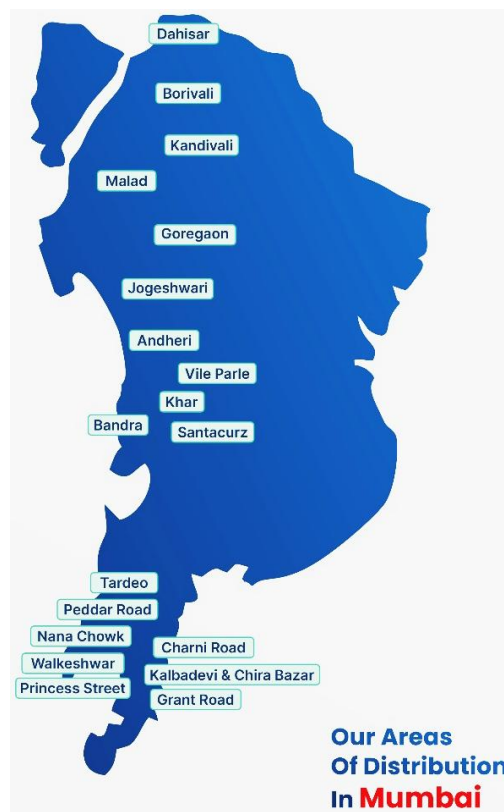 Dahisar
Borivali
Kandivali
Malad
Goregaon
Jogeshwari
Andheri
Vile Parle
Khar
Bandra
Santacurz
Tardeo
Peddar Road
Nana Chowk
Charni Road
Walkeshwar
Kalbadevi & Chira Bazar
Princess Street
Grant Road
Our Areas
Of Distribution
In Mumbai